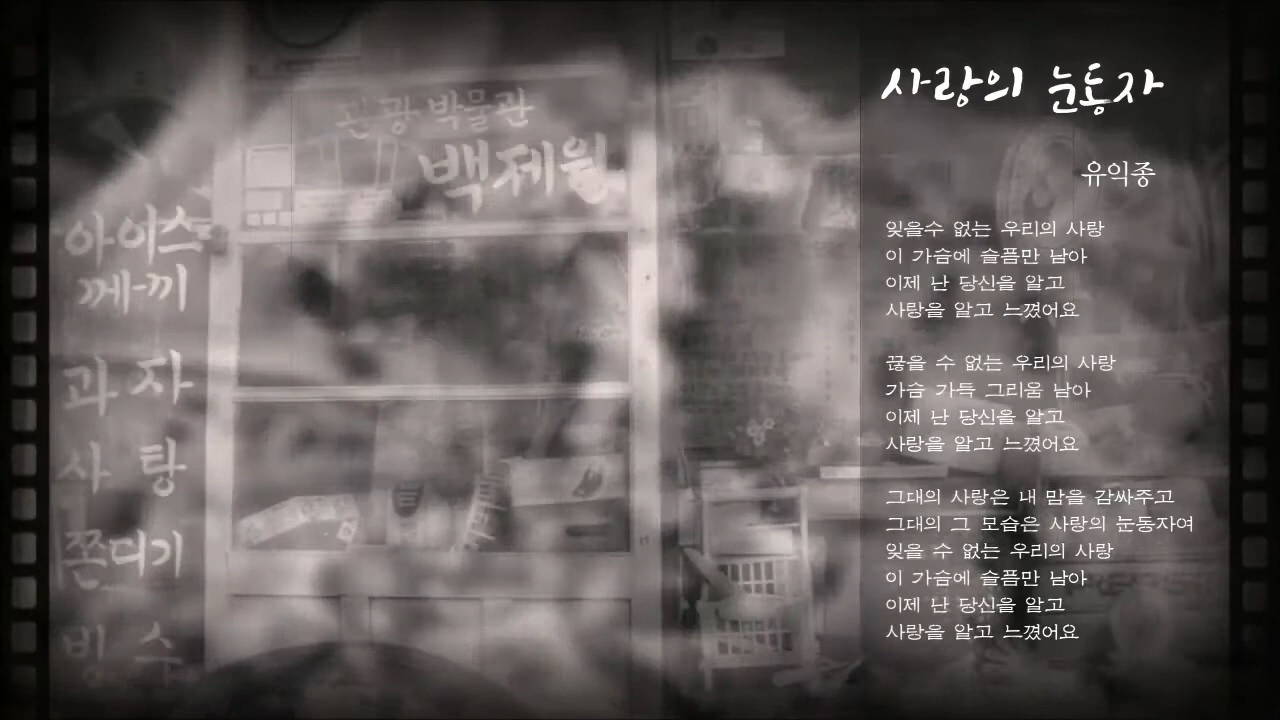 박물관
백제원
아이스
께-끼
과자
사탕
쫀디기
빙수
사랑의 눈동자
유익종
잊을수 없는 우리의 사랑
이 가슴에 슬픔만 남아
이제 난 당신을 알고
사랑을 알고 느꼈어요
끊을 수 없는 우리의 사랑
가슴 가득 그리움 남아
이제 난 당신을 알고
사랑을 알고 느꼈어요
그대의 사랑은 내 맘을 감싸주고
그대의 그 모습은 사랑의 눈동자여
잊을 수 없는 우리의 사랑
이 가슴에 슬픔만 남아
이제 난 당신을 알고
사랑을 알고 느꼈어요